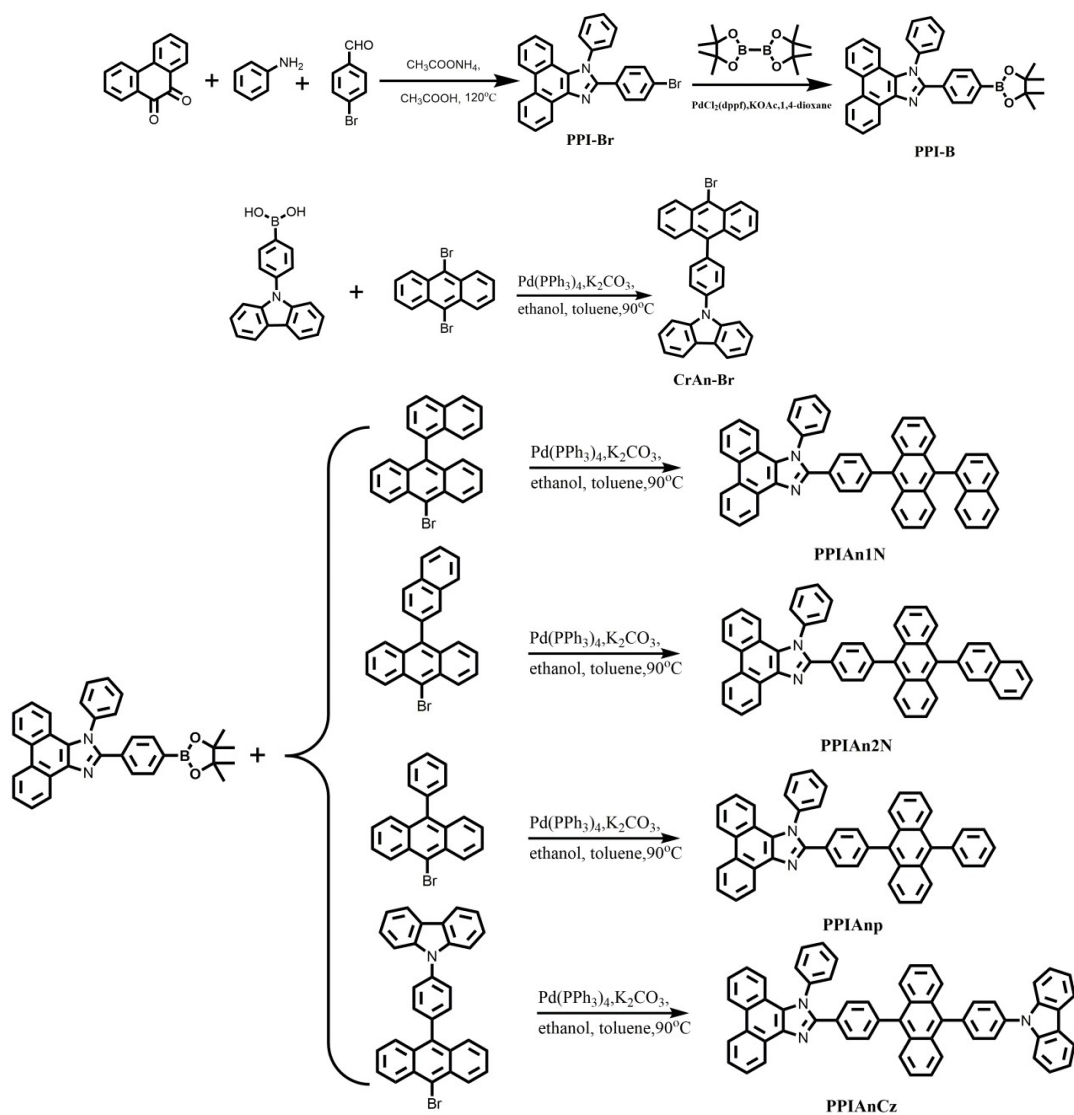 O
O
+
NH₂
+
CHO
Br
CH₃COONH₄,
CH₃COOH, 120℃
N
N
Br
PPI-Br
O
O
B
B
O
O
PdCl₂(dppf),KOAc,1,4-dioxane
N
N
B
O
O
PPI-B
HO
OH
B
N
+
Br
Br
Pd(PPh₃)₄,K₂CO₃,
ethanol, toluene,90°C
Br
N
CrAn-Br
N
N
B
O
O
+
Br
Pd(PPh₃)₄,K₂CO₃,
ethanol, toluene,90°C
N
N
PPIAn1N
Br
Pd(PPh₃)₄,K₂CO₃,
ethanol, toluene,90°C
N
N
PPIAn2N
Br
Pd(PPh₃)₄,K₂CO₃,
ethanol, toluene,90°C
N
N
PPIAnp
N
Br
Pd(PPh₃)₄,K₂CO₃,
ethanol, toluene,90°C
N
N
N
PPIAnCz